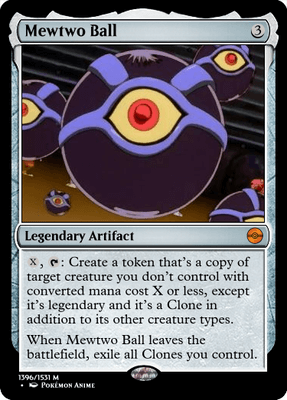 Mewtwo Ball 3
Legendary Artifact
X, T: Create a token that's a copy of
target creature you don't control with
converted mana cost X or less, except
it's legendary and it's a Clone in
addition to its other creature types.
When Mewtwo Ball leaves the
battlefield, exile all Clones you control.
1396/1531 M
• Pokémon Anime